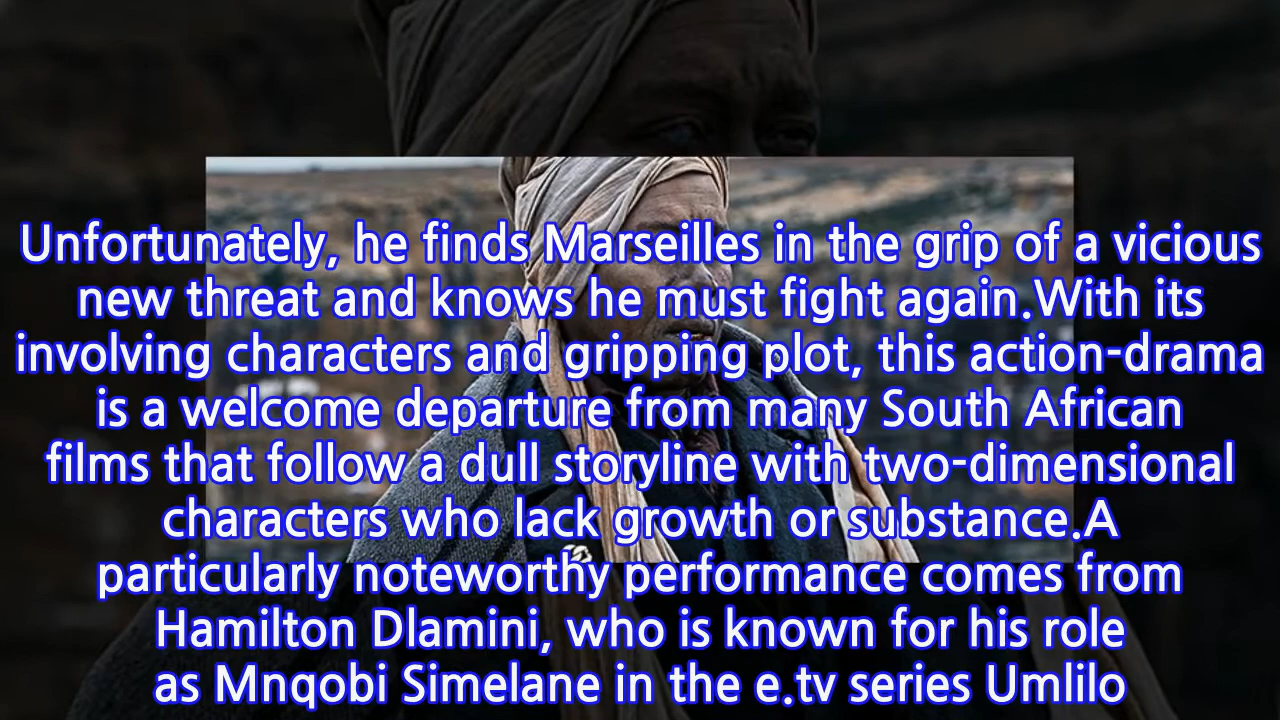 Unfortunately, he finds Marseilles in the grip of a vicious
new threat and knows he must fight again.With its
involving characters and gripping plot, this action-drama
is a welcome departure from many South African
films that follow a dull storyline with two-dimensional
characters who lack growth or substance.A
particularly noteworthy performance comes from
Hamilton Dlamini, who is known for his role
as Mnqobi Simelane in the e.tv series Umlilo